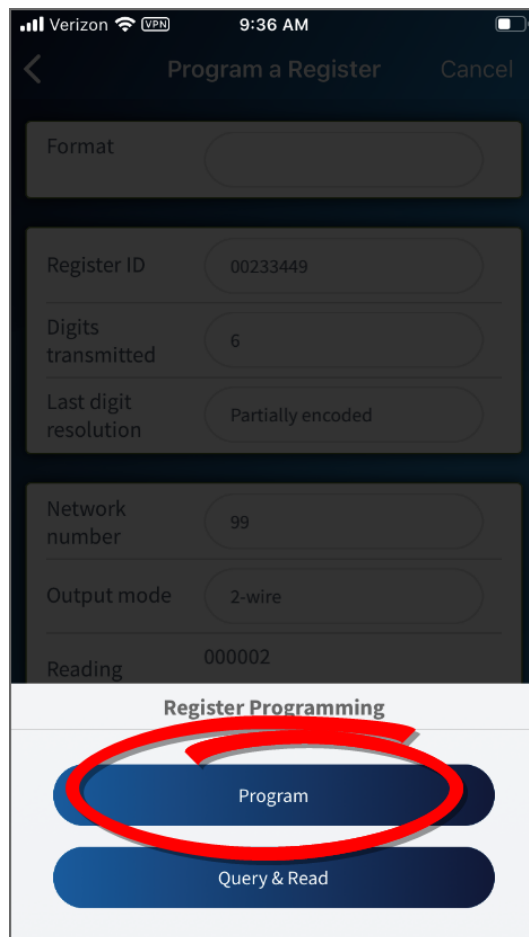 Verizon VPN 9:36 AM
Program a Register Cancel
Format
Register ID 00233449
Digits
transmitted 6
Last digit
resolution Partially encoded
Network
number 99
Output mode 2-wire
Reading 000002
Register Programming
Program
Query & Read